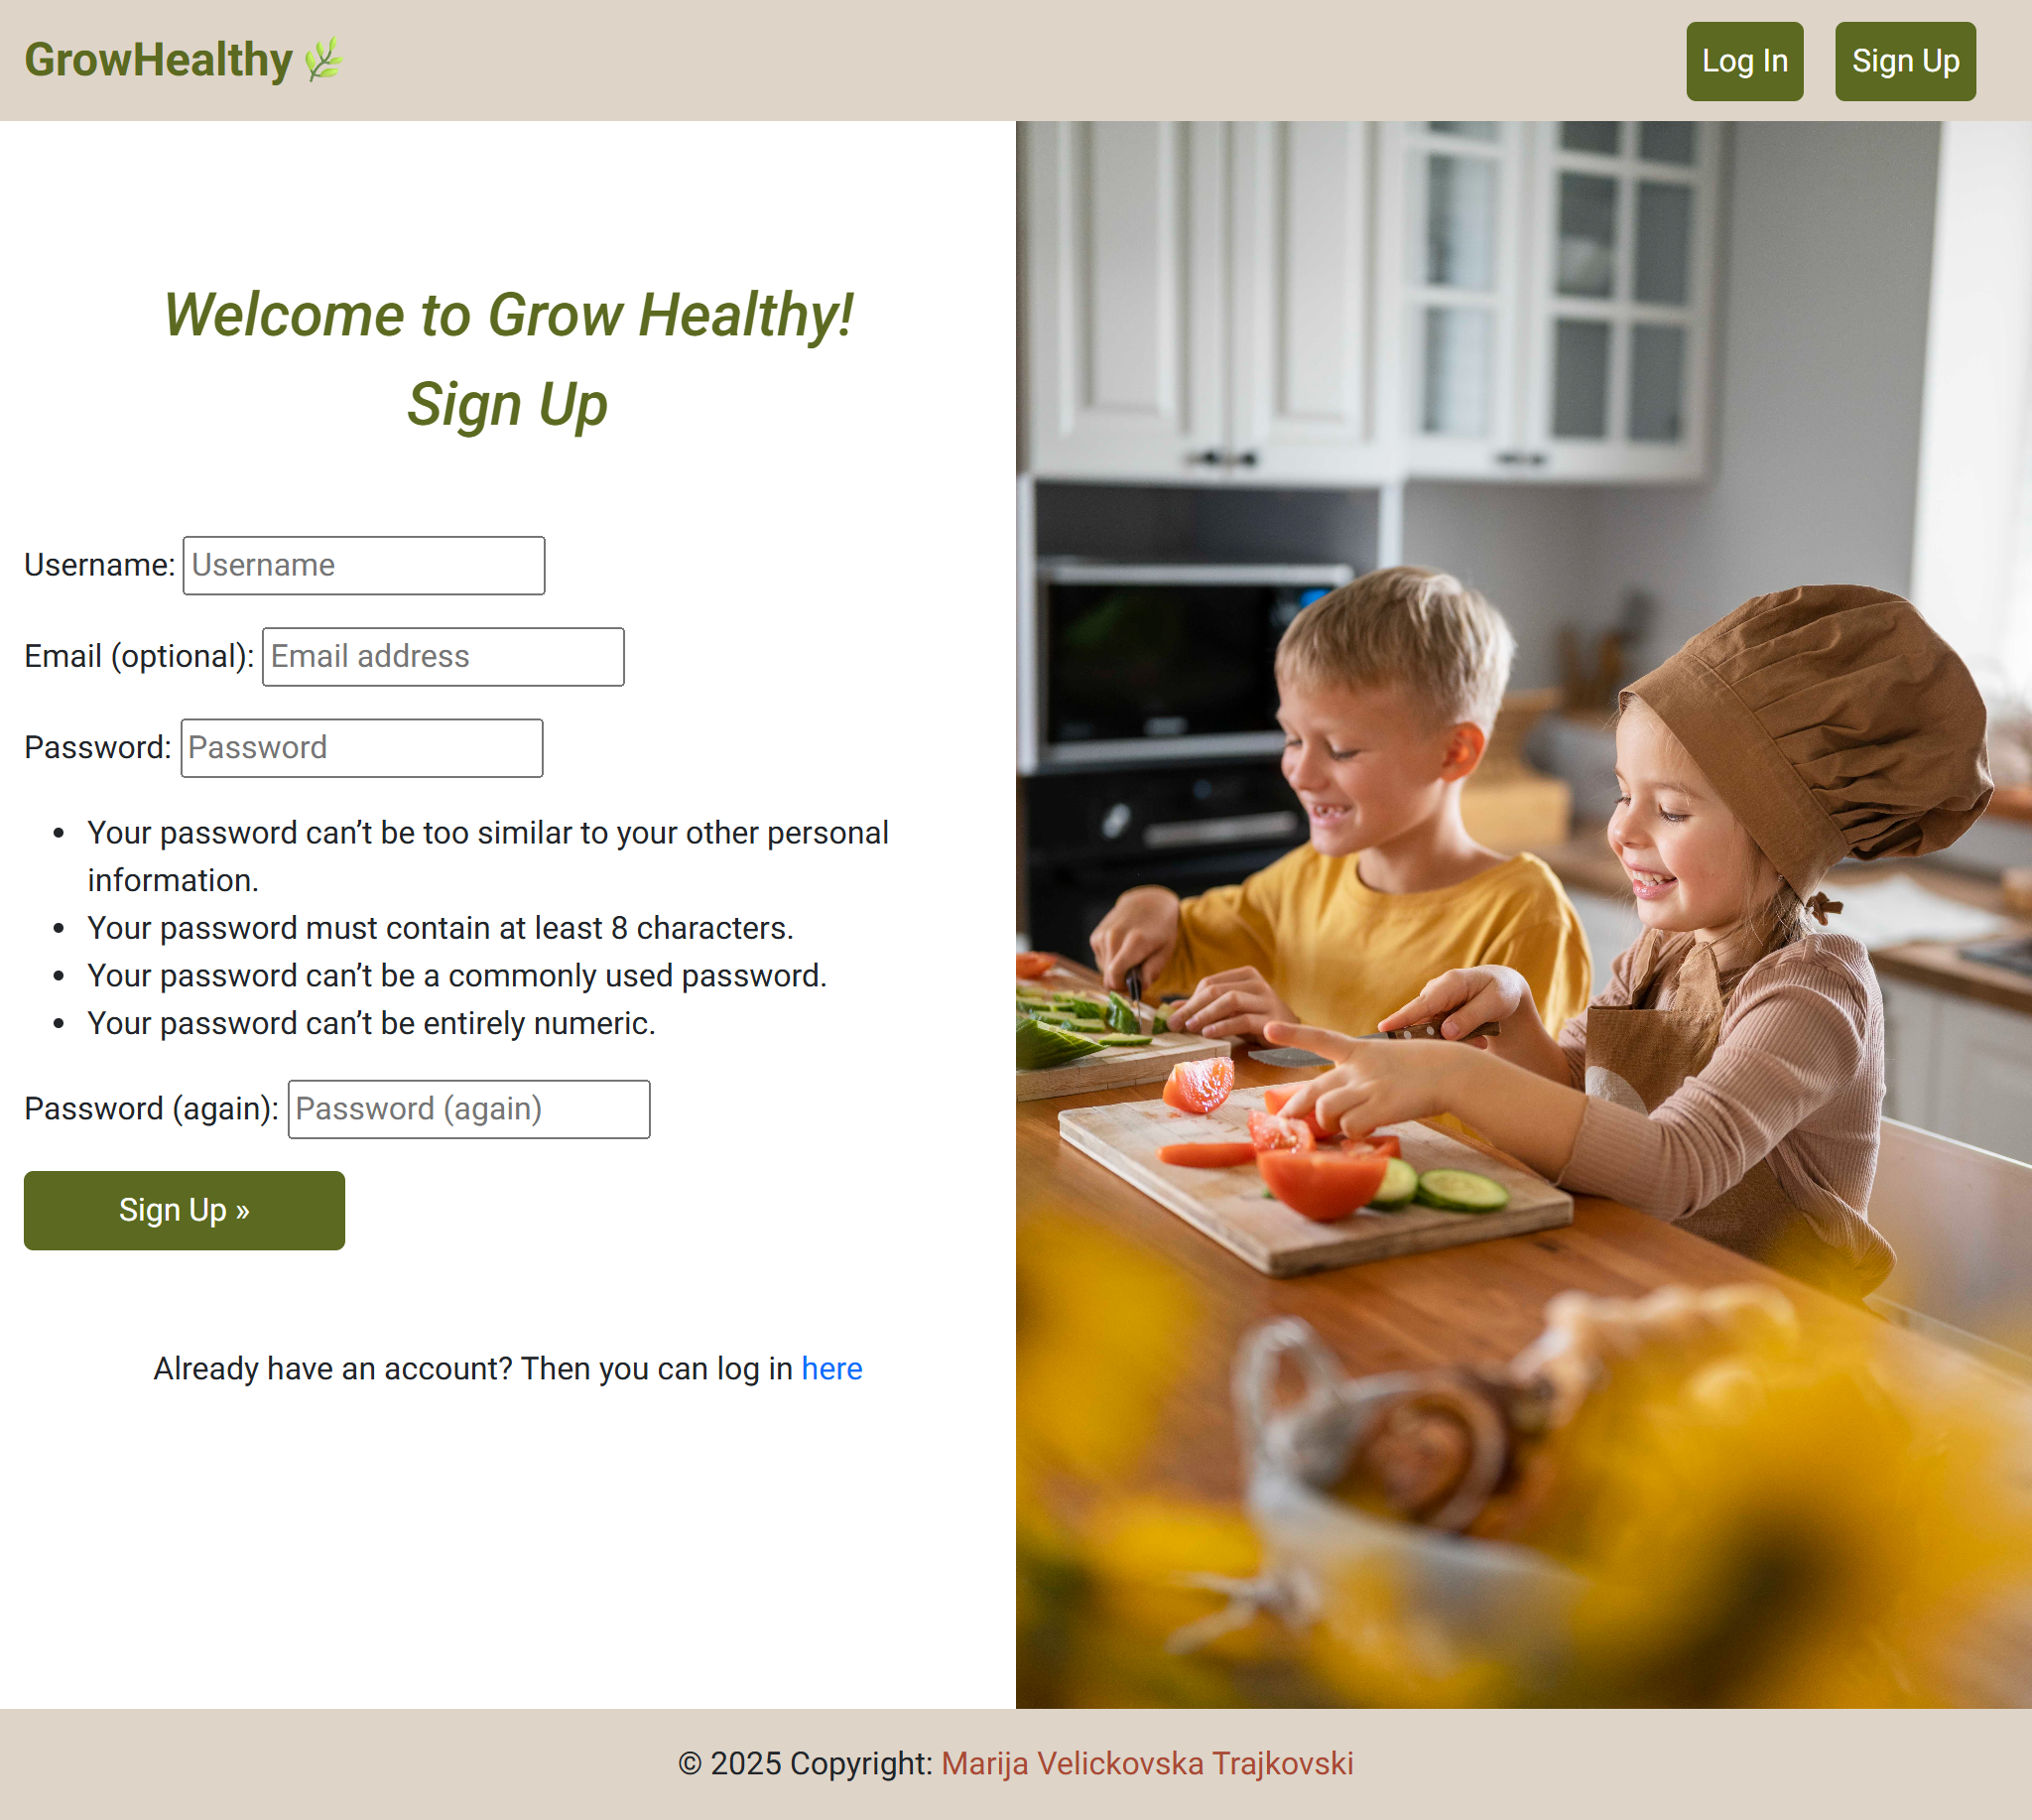 GrowHealthy
Log In
Sign Up
Welcome to Grow Healthy!
Sign Up
Username: Username
Email (optional): Email address
Password: Password
• Your password can’t be too similar to your other personal
information.
• Your password must contain at least 8 characters.
• Your password can’t be a commonly used password.
• Your password can’t be entirely numeric.
Password (again): Password (again)
Sign Up »
Already have an account? Then you can log in here
© 2025 Copyright: Marija Velickovska Trajkovski